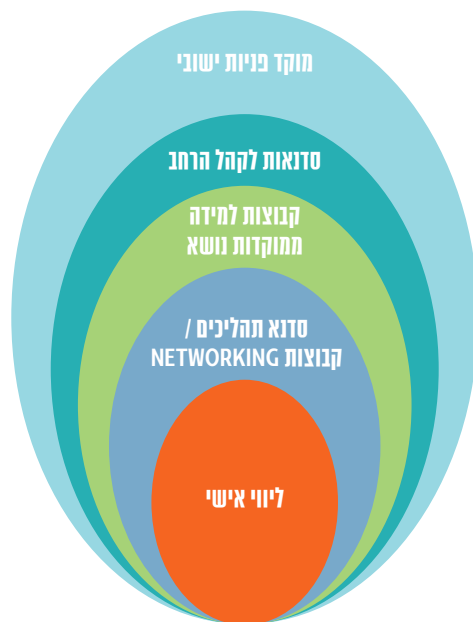 מוקד פניות ישובי
סדנאות לקהל הרחב
קבוצות למידה
ממוקדות נושא
סדנא תהליכים /
קבוצות NETWORKING
ליווי אישי